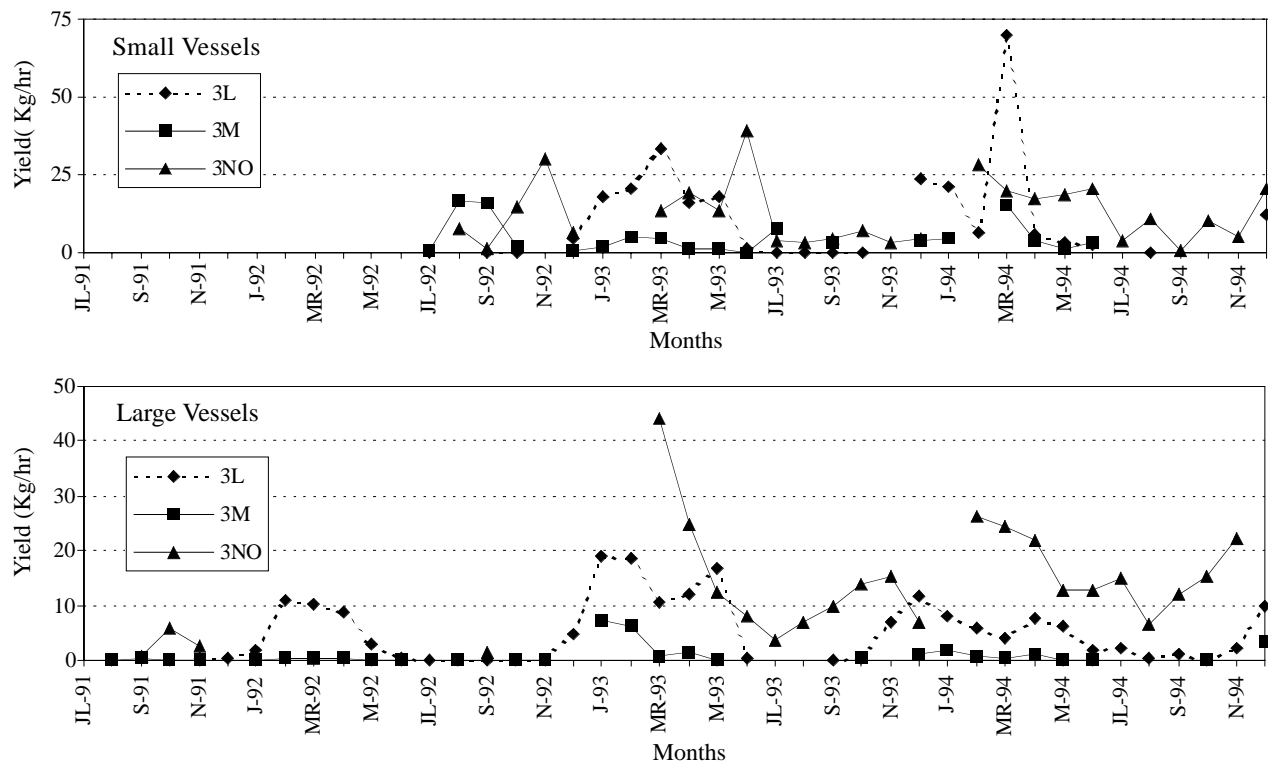 75
50
25
0
Yield( Kg/hr)
Small Vessels
3L
3M
3NO
JL-91
S-91
N-91
J-92
MR-92
M-92
JL-92
S-92
N-92
J-93
MR-93
M-93
JL-93
S-93
N-93
J-94
MR-94
M-94
JL-94
S-94
N-94
Months
50
40
30
20
10
0
Yield (Kg/hr)
Large Vessels
3L
3M
3NO
JL-91
S-91
N-91
J-92
MR-92
M-92
JL-92
S-92
N-92
J-93
MR-93
M-93
JL-93
S-93
N-93
J-94
MR-94
M-94
JL-94
S-94
N-94
Months